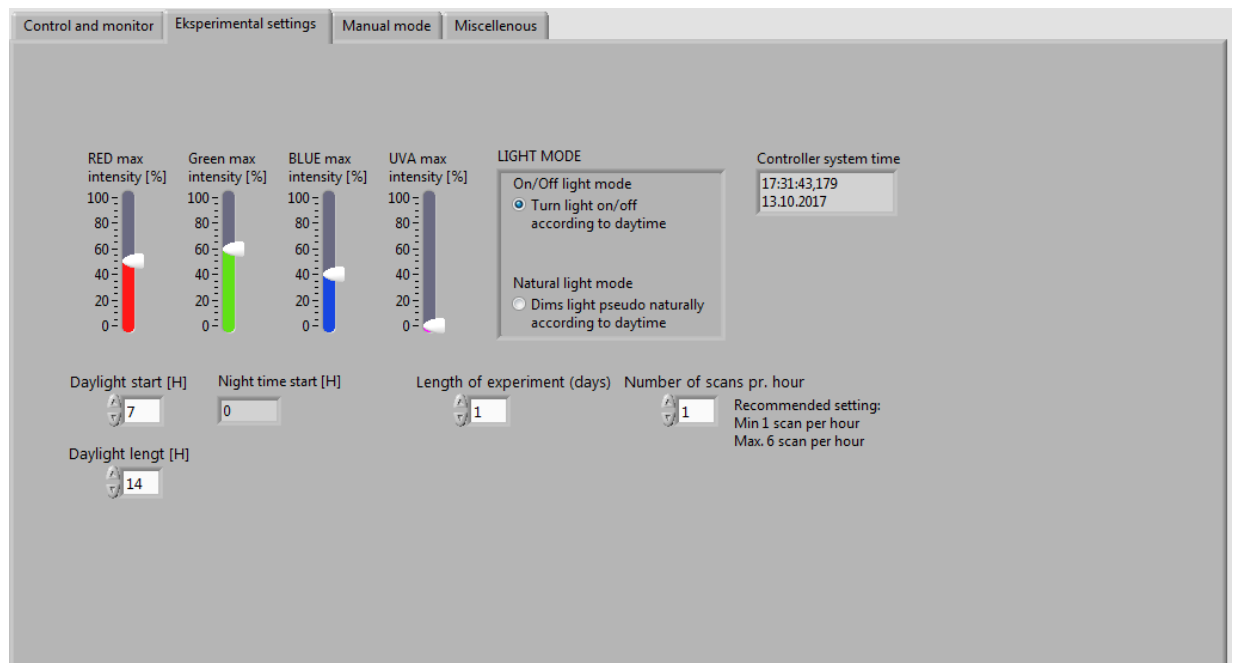 Control and monitor
Eksperimental settings
Manual mode
Miscellenous
RED max
intensity [%]
100
80
60
40
20
0
Green max
intensity [%]
100
80
60
40
20
0
BLUE max
intensity [%]
100
80
60
40
20
0
UVA max
intensity [%]
100
80
60
40
20
0
LIGHT MODE
On/Off light mode
Turn light on/off
according to daytime
Natural light mode
Dims light pseudo naturally
according to daytime
Controller system time
17:31:43,179
13.10.2017
Daylight start [H]
7
Night time start [H]
0
Length of experiment (days)
1
Number of scans pr. hour
1
Recommended setting:
Min 1 scan per hour
Max. 6 scan per hour
Daylight lengt [H]
14